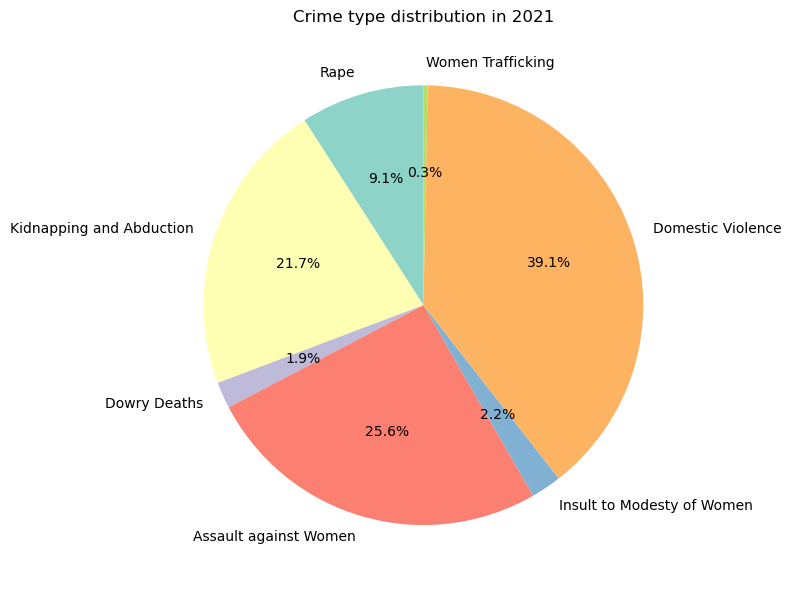 Crime type distribution in 2021
Women Trafficking
Rape
0.3%
9.1%
Kidnapping and Abduction
Domestic Violence
39.1%
21.7%
1.9%
Dowry Deaths
2.2%
25.6%
Insult to Modesty of Women
Assault against Women